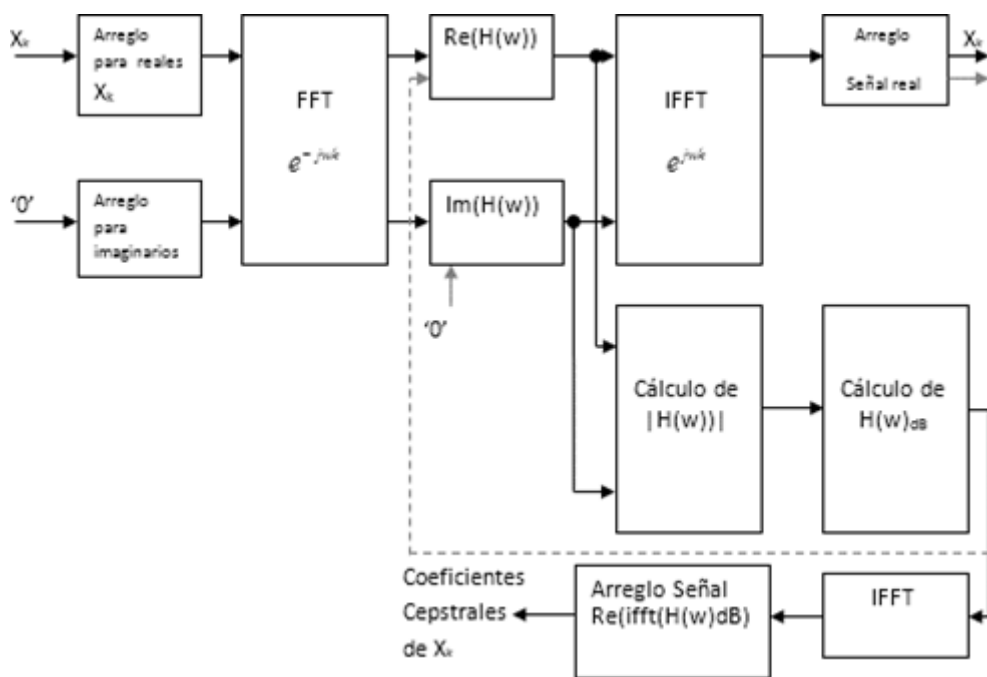 Xₖ
Arreglo
para reales
Xₖ
FFT
e^-jwk
Re(H(w))
IFFT
e^jwk
Arreglo
Señal real
Xₖ
‘0’
Arreglo
para
imaginarios
Im(H(w))
‘0’
Cálculo de
|H(w))|
Cálculo de
H(w)dB
Coeficientes
Cepstrales
de Xₖ
Arreglo Señal
Re(ifft(H(w)dB)
IFFT